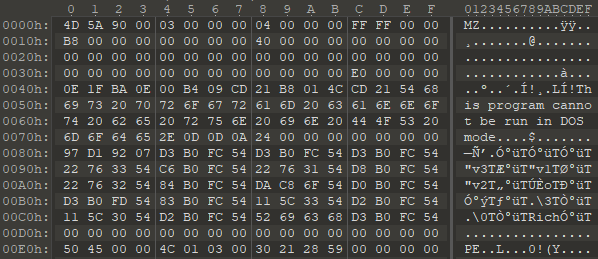 0 1 2 3 4 5 6 7 8 9 A B C D E F 0123456789ABCDEF
0000h: 4D 5A 90 00 03 00 00 00 04 00 00 00 FF FF 00 00 MZ..........ÿÿ..
0010h: B8 00 00 00 00 00 00 00 40 00 00 00 00 00 00 00 ¸.......@.......
0020h: 00 00 00 00 00 00 00 00 00 00 00 00 00 00 00 00 ................
0030h: 00 00 00 00 00 00 00 00 00 00 00 00 E0 00 00 00 ............à...
0040h: 0E 1F BA 0E 00 B4 09 CD 21 B8 01 4C CD 21 54 68 ..º..´.Í!¸.LÍ!Th
0050h: 69 73 20 70 72 6F 67 72 61 6D 20 63 61 6E 6E 6F is program canno
0060h: 74 20 62 65 20 72 75 6E 20 69 6E 20 44 4F 53 20 t be run in DOS
0070h: 6D 6F 64 65 2E 0D 0D 0A 24 00 00 00 00 00 00 00 mode....$.......
0080h: 97 D1 92 07 D3 B0 FC 54 D3 B0 FC 54 D3 B0 FC 54 —Ñ’.Ó°üTÓ°üTÓ°üT
0090h: 22 76 33 54 C6 B0 FC 54 22 76 31 54 D8 B0 FC 54 "v3TÆ°üT"v1TØ°üT
00A0h: 22 76 32 54 84 B0 FC 54 DA C8 6F 54 D0 B0 FC 54 "v2T„°üTÚÈoTÐ°üT
00B0h: D3 B0 FD 54 83 B0 FC 54 11 5C 33 54 D2 B0 FC 54 Ó°ýTƒ°üT.\3TÒ°üT
00C0h: 11 5C 30 54 D2 B0 FC 54 52 69 63 68 D3 B0 FC 54 .\0TÒ°üTRichÓ°üT
00D0h: 00 00 00 00 00 00 00 00 00 00 00 00 00 00 00 00 ................
00E0h: 50 45 00 00 4C 01 03 00 30 21 28 59 00 00 00 00 PE..L...0!(Y....